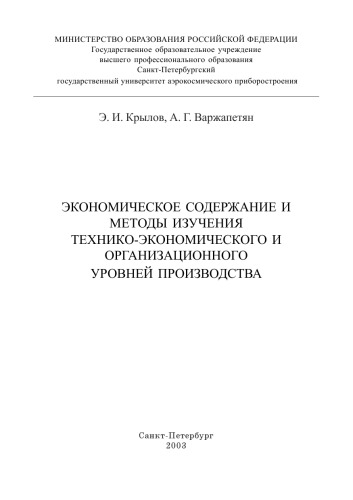 МИНИСТЕРСТВО ОБРАЗОВАНИЯ РОССИЙСКОЙ ФЕДЕРАЦИИ
Государственное образовательное учреждение
высшего профессионального образования
Санкт-Петербургский
государственный университет аэрокосмического приборостроения
Э. И. Крылов, А. Г. Варжапетян
ЭКОНОМИЧЕСКОЕ СОДЕРЖАНИЕ И
МЕТОДЫ ИЗУЧЕНИЯ
ТЕХНИКО-ЭКОНОМИЧЕСКОГО И
ОРГАНИЗАЦИОННОГО
УРОВНЕЙ ПРОИЗВОДСТВА
Санкт-Петербург
2003